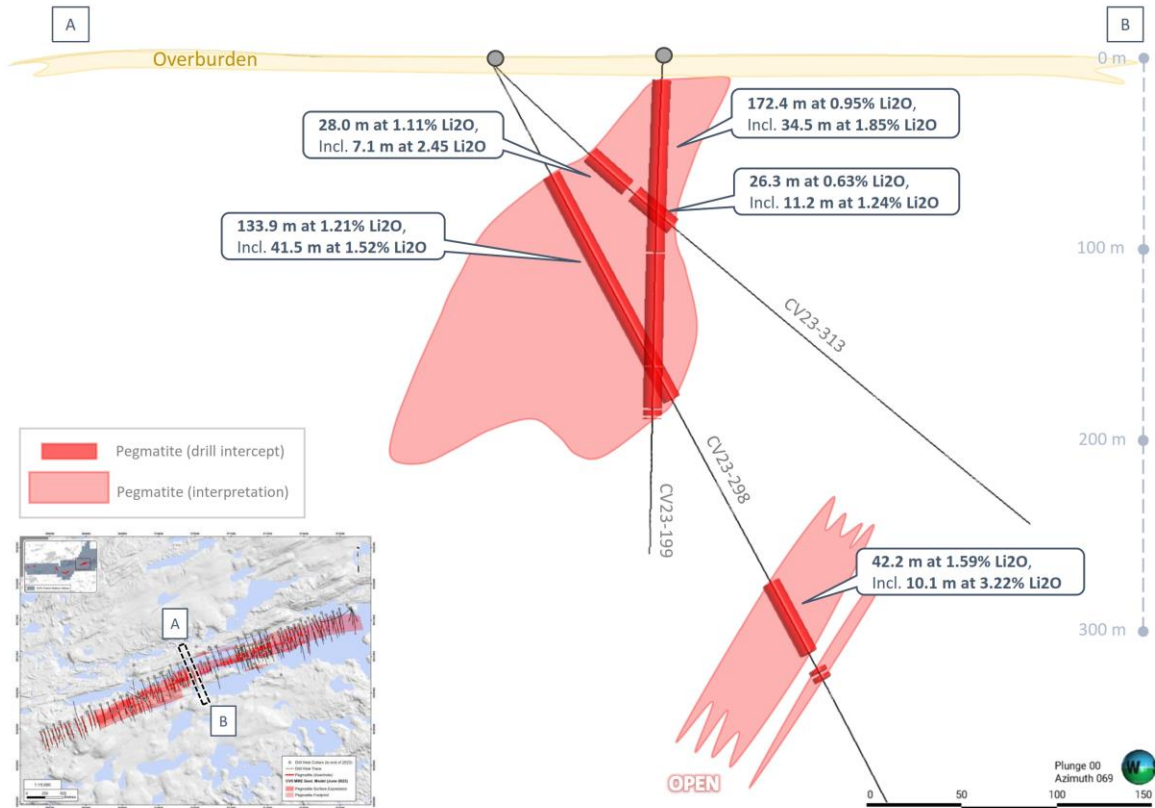 A
B
Overburden
0 m
172.4 m at 0.95% Li2O,
Incl. 34.5 m at 1.85% Li2O
28.0 m at 1.11% Li2O,
Incl. 7.1 m at 2.45 Li2O
26.3 m at 0.63% Li2O,
Incl. 11.2 m at 1.24% Li2O
133.9 m at 1.21% Li2O,
Incl. 41.5 m at 1.52% Li2O
100 m
CV23-313
200 m
CV23-298
CV23-199
Pegmatite (drill intercept)
Pegmatite (interpretation)
42.2 m at 1.59% Li2O,
Incl. 10.1 m at 3.22% Li2O
300 m
A
B
OPEN
Plunge 00
Azimuth 069
W
0 50 100 150